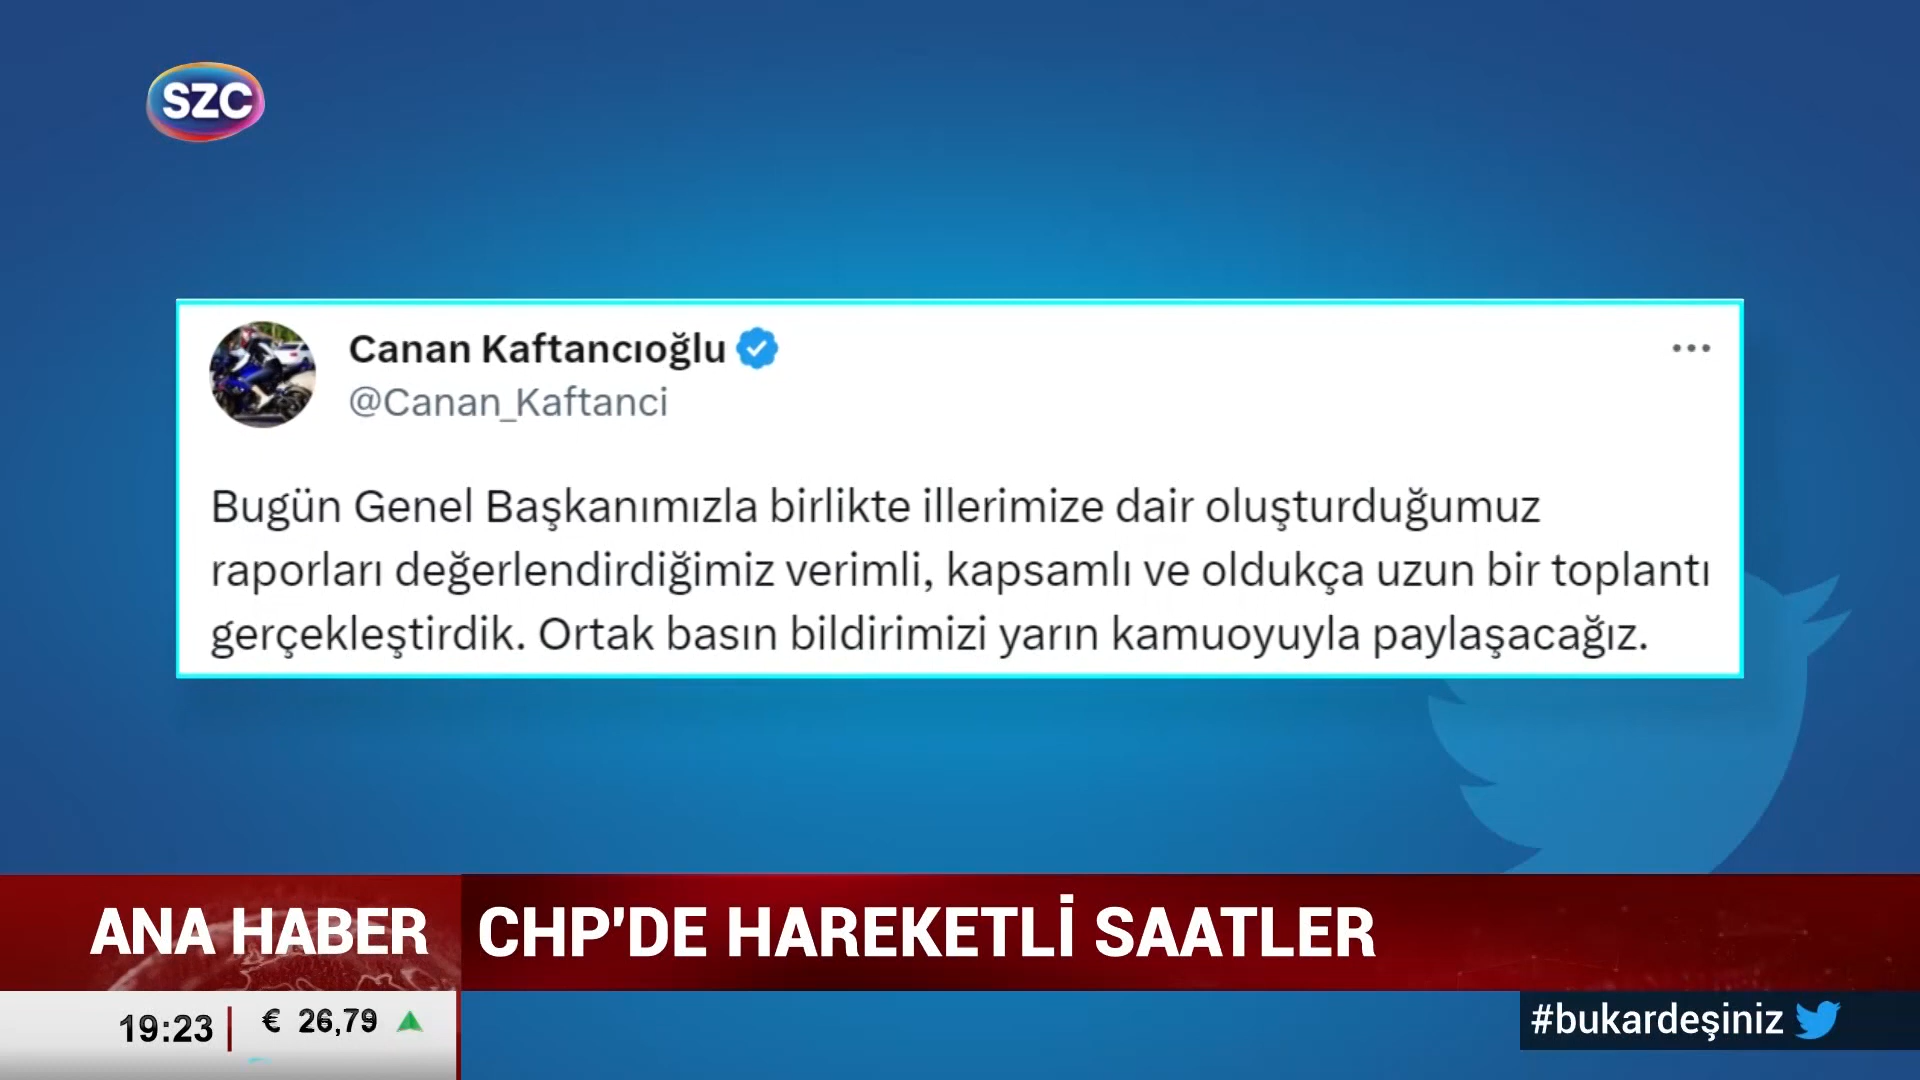 SZC
Canan Kaftancıoğlu
@Canan_Kaftanci
Bugün Genel Başkanımızla birlikte illerimize dair oluşturduğumuz
raporları değerlendirdiğimiz verimli, kapsamlı ve oldukça uzun bir toplantı
gerçekleştirdik. Ortak basın bildirimizi yarın kamuoyuyla paylaşacağız.
ANA HABER
CHP'DE HAREKETLİ SAATLER
19:23
€ 26,79
#bukardeşiniz